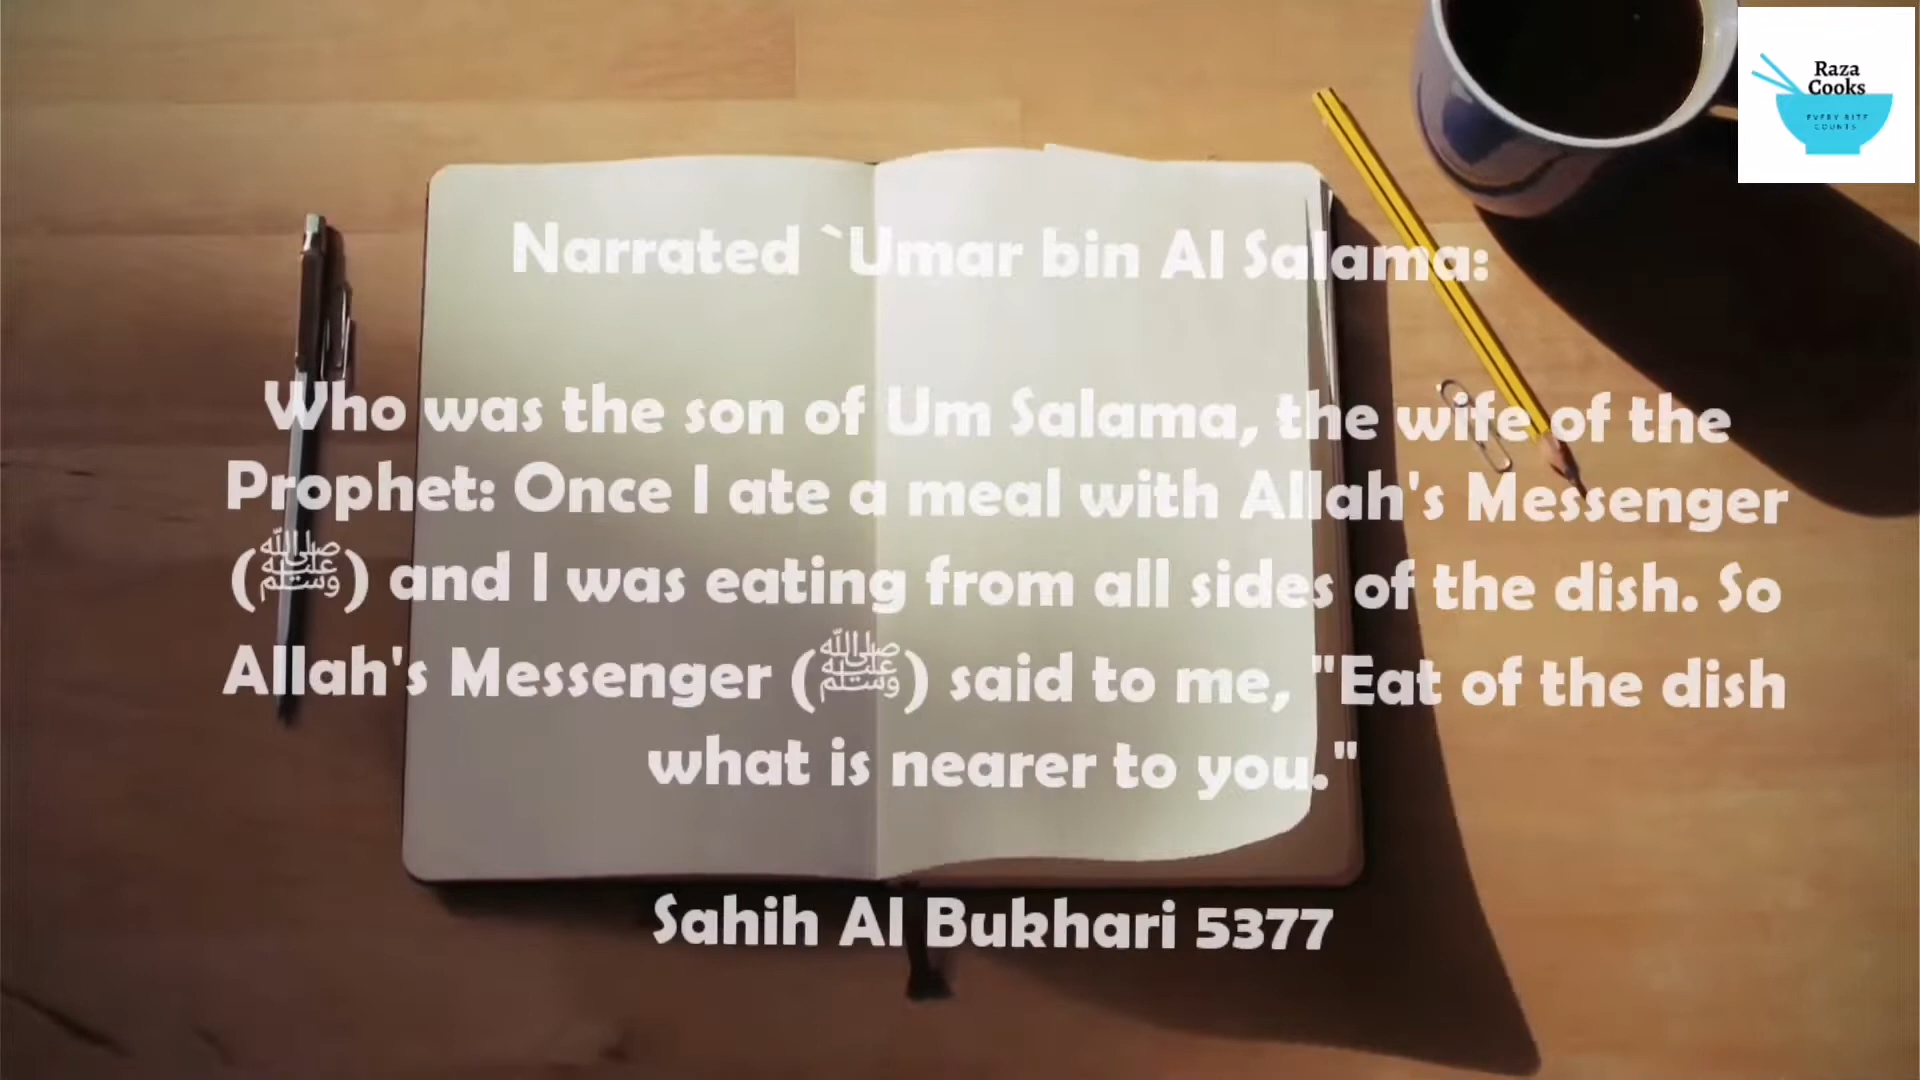 Raza
Cooks
EVERY BITE
COUNTS
Narrated `Umar bin Al Salama:
Who was the son of Um Salama, the wife of the
Prophet: Once I ate a meal with Allah's Messenger
(ﷺ) and I was eating from all sides of the dish. So
Allah's Messenger (ﷺ) said to me, "Eat of the dish
what is nearer to you."
Sahih Al Bukhari 5377